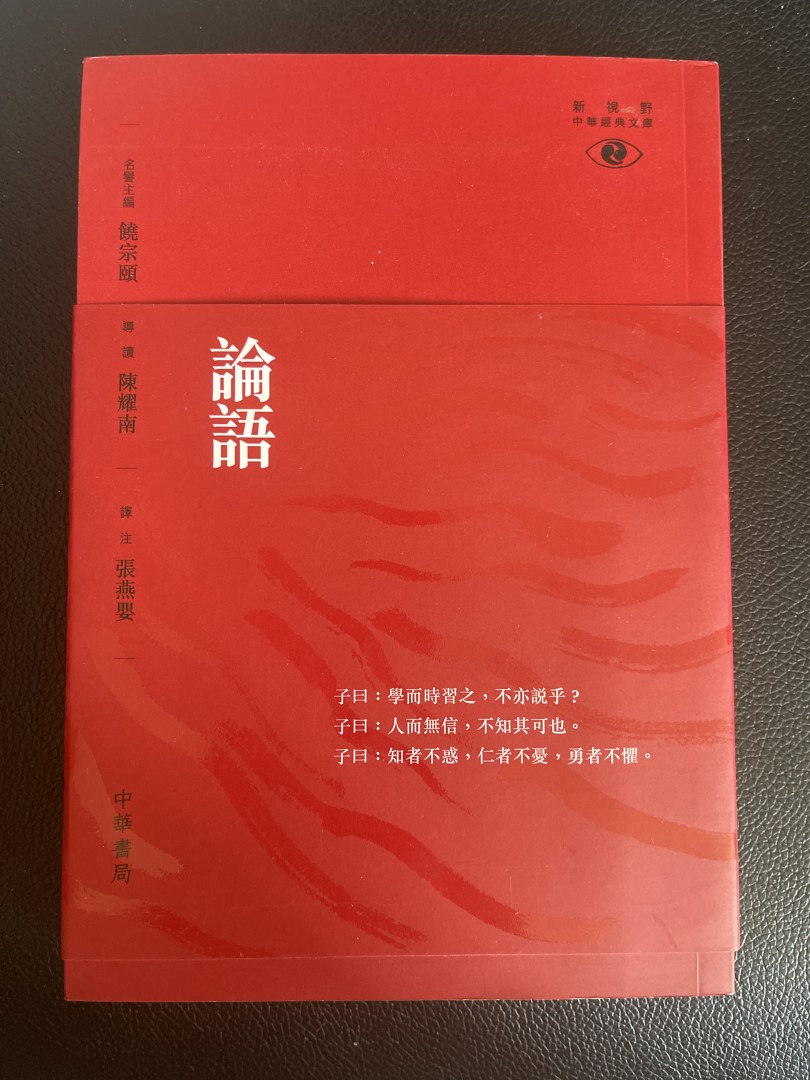 新視野
中華經典文庫
名譽主編 饒宗頤
導讀 陳耀南
譯注 張燕嬰
論語
子曰：學而時習之，不亦説乎？
子曰：人而無信，不知其可也。
子曰：知者不惑，仁者不憂，勇者不懼。
中華書局